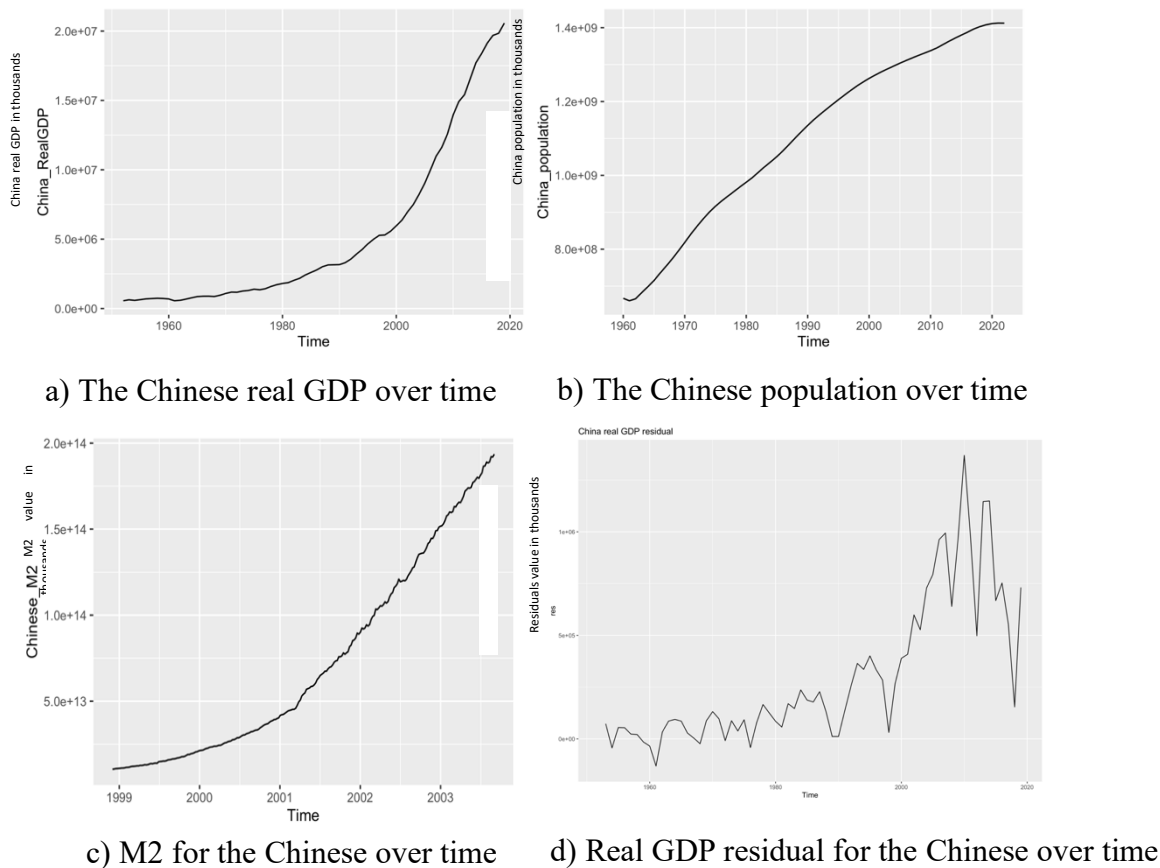 China real GDP in thousands
China_RealGDP
2.0e+07
1.5e+07
1.0e+07
5.0e+06
0.0e+00
1960 1980 2000 2020
Time
China population in thousands
China_population
1.4e+09
1.2e+09
1.0e+09
8.0e+08
1960 1970 1980 1990 2000 2010 2020
Time
a) The Chinese real GDP over time
b) The Chinese population over time
M2 value in
thousands
Chinese_M2
2.0e+14
1.5e+14
1.0e+14
5.0e+13
1999 2000 2001 2002 2003
Time
China real GDP residual
Residuals value in thousands
res
1e+06
5e+05
0e+00
1960 1980 2000 2020
Time
c) M2 for the Chinese over time
d) Real GDP residual for the Chinese over time